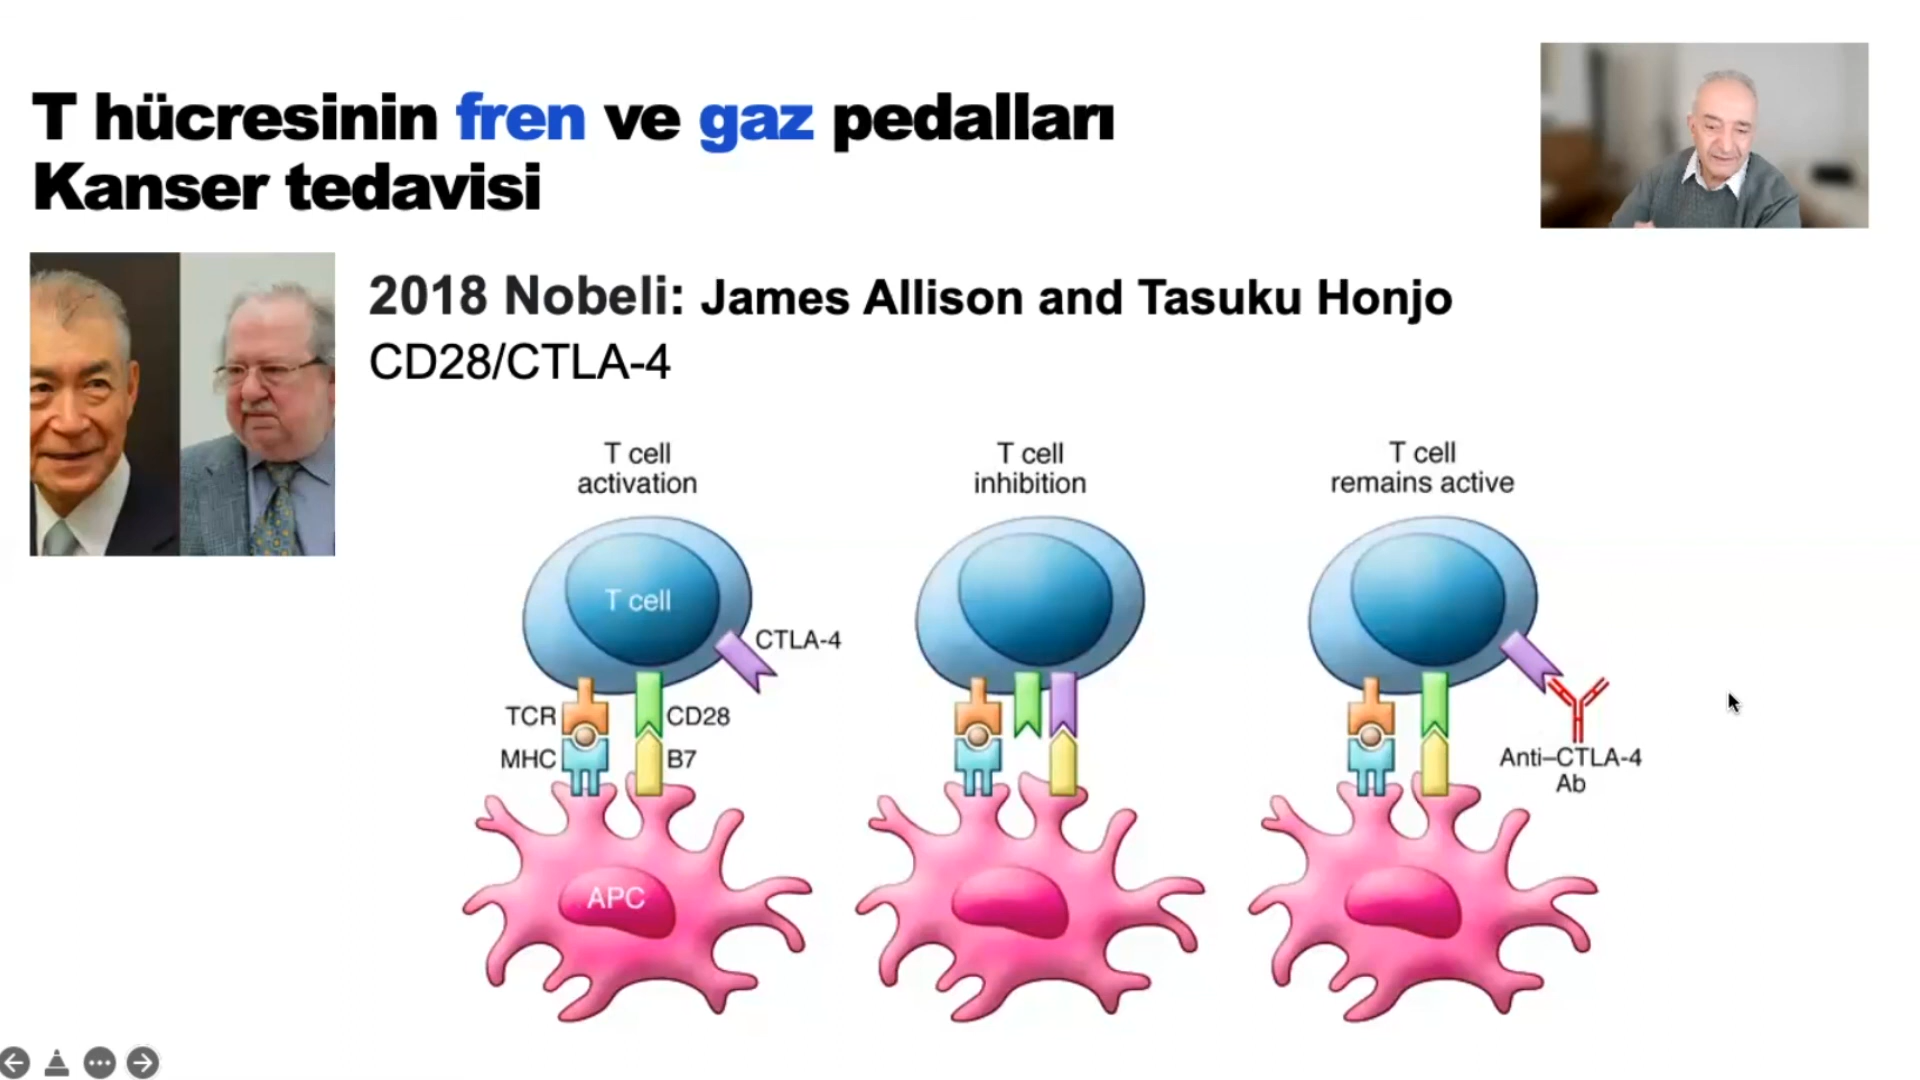 T hücresinin fren ve gaz pedalları
Kanser tedavisi
2018 Nobeli: James Allison and Tasuku Honjo
CD28/CTLA-4
T cell
activation
T cell
CTLA-4
TCR
CD28
MHC
B7
APC
T cell
inhibition
T cell
remains active
Anti–CTLA-4
Ab